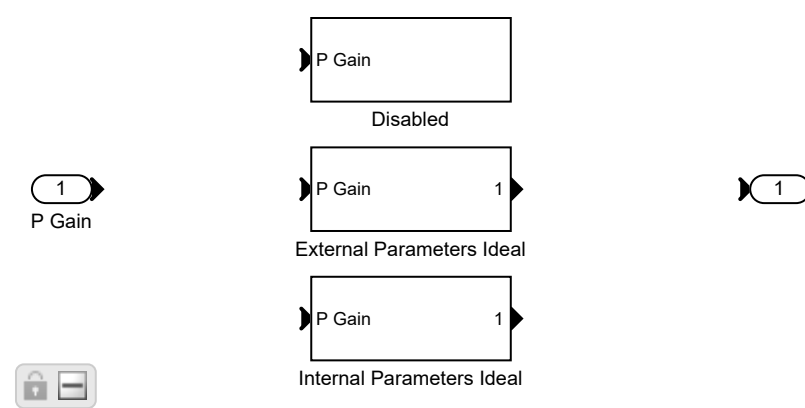 P Gain
Disabled
1
P Gain
P Gain 1
External Parameters Ideal
1
P Gain 1
Internal Parameters Ideal